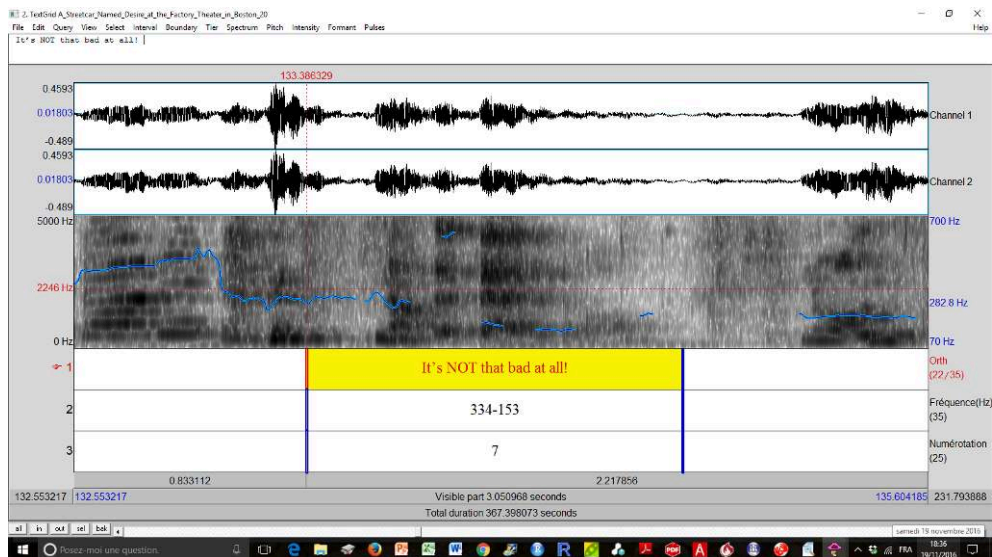 2. TextGrid A_Streetcar_Named_Desire_at_the_Factory_Theater_in_Boston_20
File Edit Query View Select Interval Boundary Tier Spectrum Pitch Intensity Formant Pulses Help
It's NOT that bad at all!
133.386329
0.4593
0.01803
-0.489
Channel 1
0.4593
0.01803
-0.489
Channel 2
5000 Hz
700 Hz
2246 Hz
282.8 Hz
0 Hz
70 Hz
1 It's NOT that bad at all! Orth
(22/35)
2 334-153 Fréquence(Hz)
(35)
3 7 Numérotation
(25)
0.833112 2.217856
132.553217 132.553217 Visible part 3.050968 seconds 135.604185 231.793888
Total duration 367.398073 seconds
all in out sel bak
samedi 19 novembre 2016
Posez-moi une question.
FRA
18:36
19/11/2016